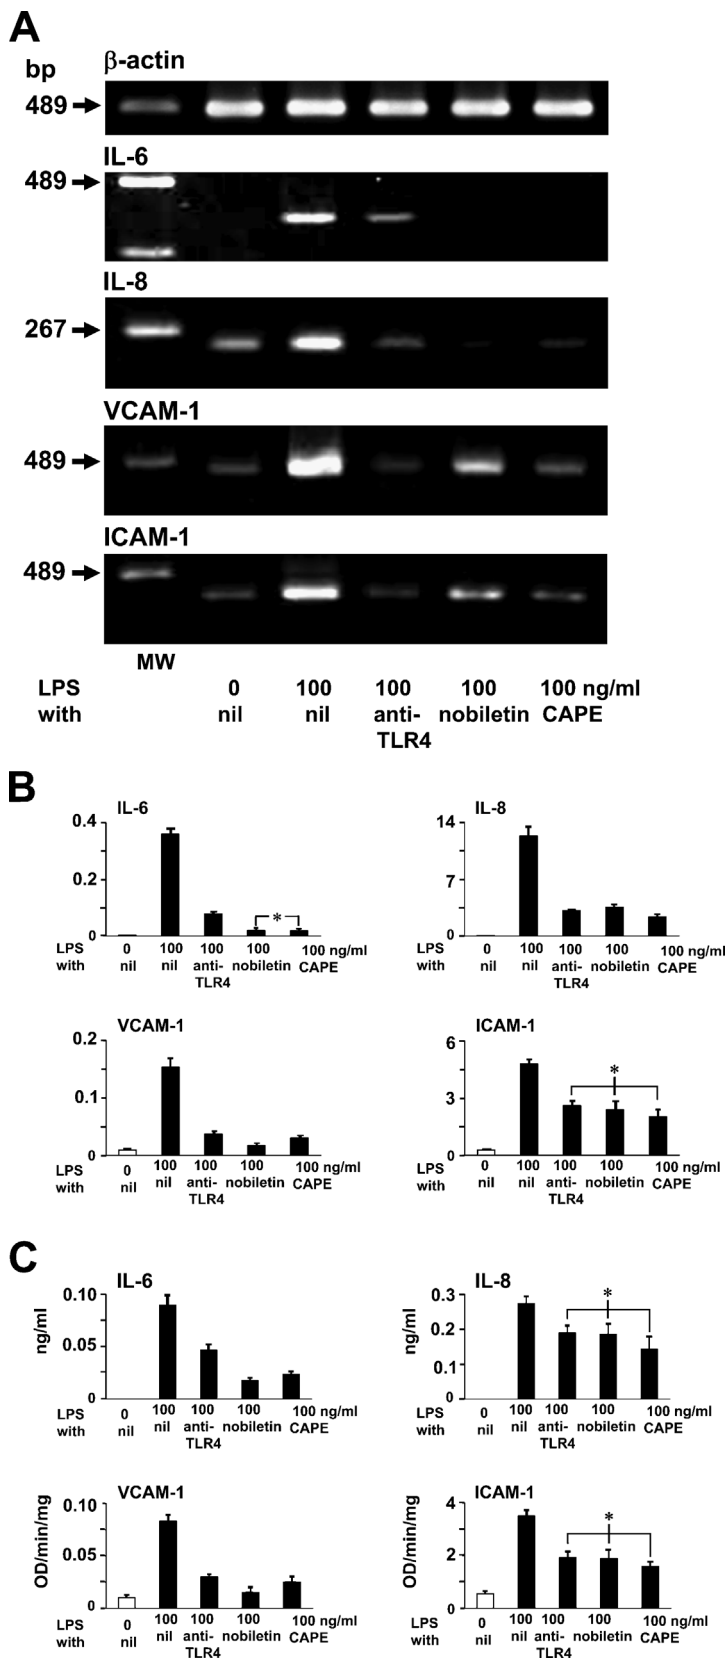 A
bp
β-actin
489
IL-6
489
IL-8
267
VCAM-1
489
ICAM-1
489
MW
LPS 0 100 100 100 100 ng/ml
with nil nil anti- nobiletin CAPE
TLR4
B
IL-6
0.4
0.2
0
LPS 0 100 100 100 100 ng/ml
with nil nil anti- nobiletin CAPE
TLR4
*
IL-8
14
7
0
LPS 0 100 100 100 100 ng/ml
with nil nil anti- nobiletin CAPE
TLR4
VCAM-1
0.2
0.1
0
LPS 0 100 100 100 100 ng/ml
with nil nil anti- nobiletin CAPE
TLR4
ICAM-1
6
*
3
0
LPS 0 100 100 100 100 ng/ml
with nil nil anti- nobiletin CAPE
TLR4
C
IL-6
0.10
ng/ml
0.05
0
LPS 0 100 100 100 100 ng/ml
with nil nil anti- nobiletin CAPE
TLR4
IL-8
0.3
*
ng/ml
0.2
0.1
0
LPS 0 100 100 100 100 ng/ml
with nil nil anti- nobiletin CAPE
TLR4
VCAM-1
0.10
OD/min/mg
0.05
0
LPS 0 100 100 100 100 ng/ml
with nil nil anti- nobiletin CAPE
TLR4
ICAM-1
4
*
OD/min/mg
2
0
LPS 0 100 100 100 100 ng/ml
with nil nil anti- nobiletin CAPE
TLR4